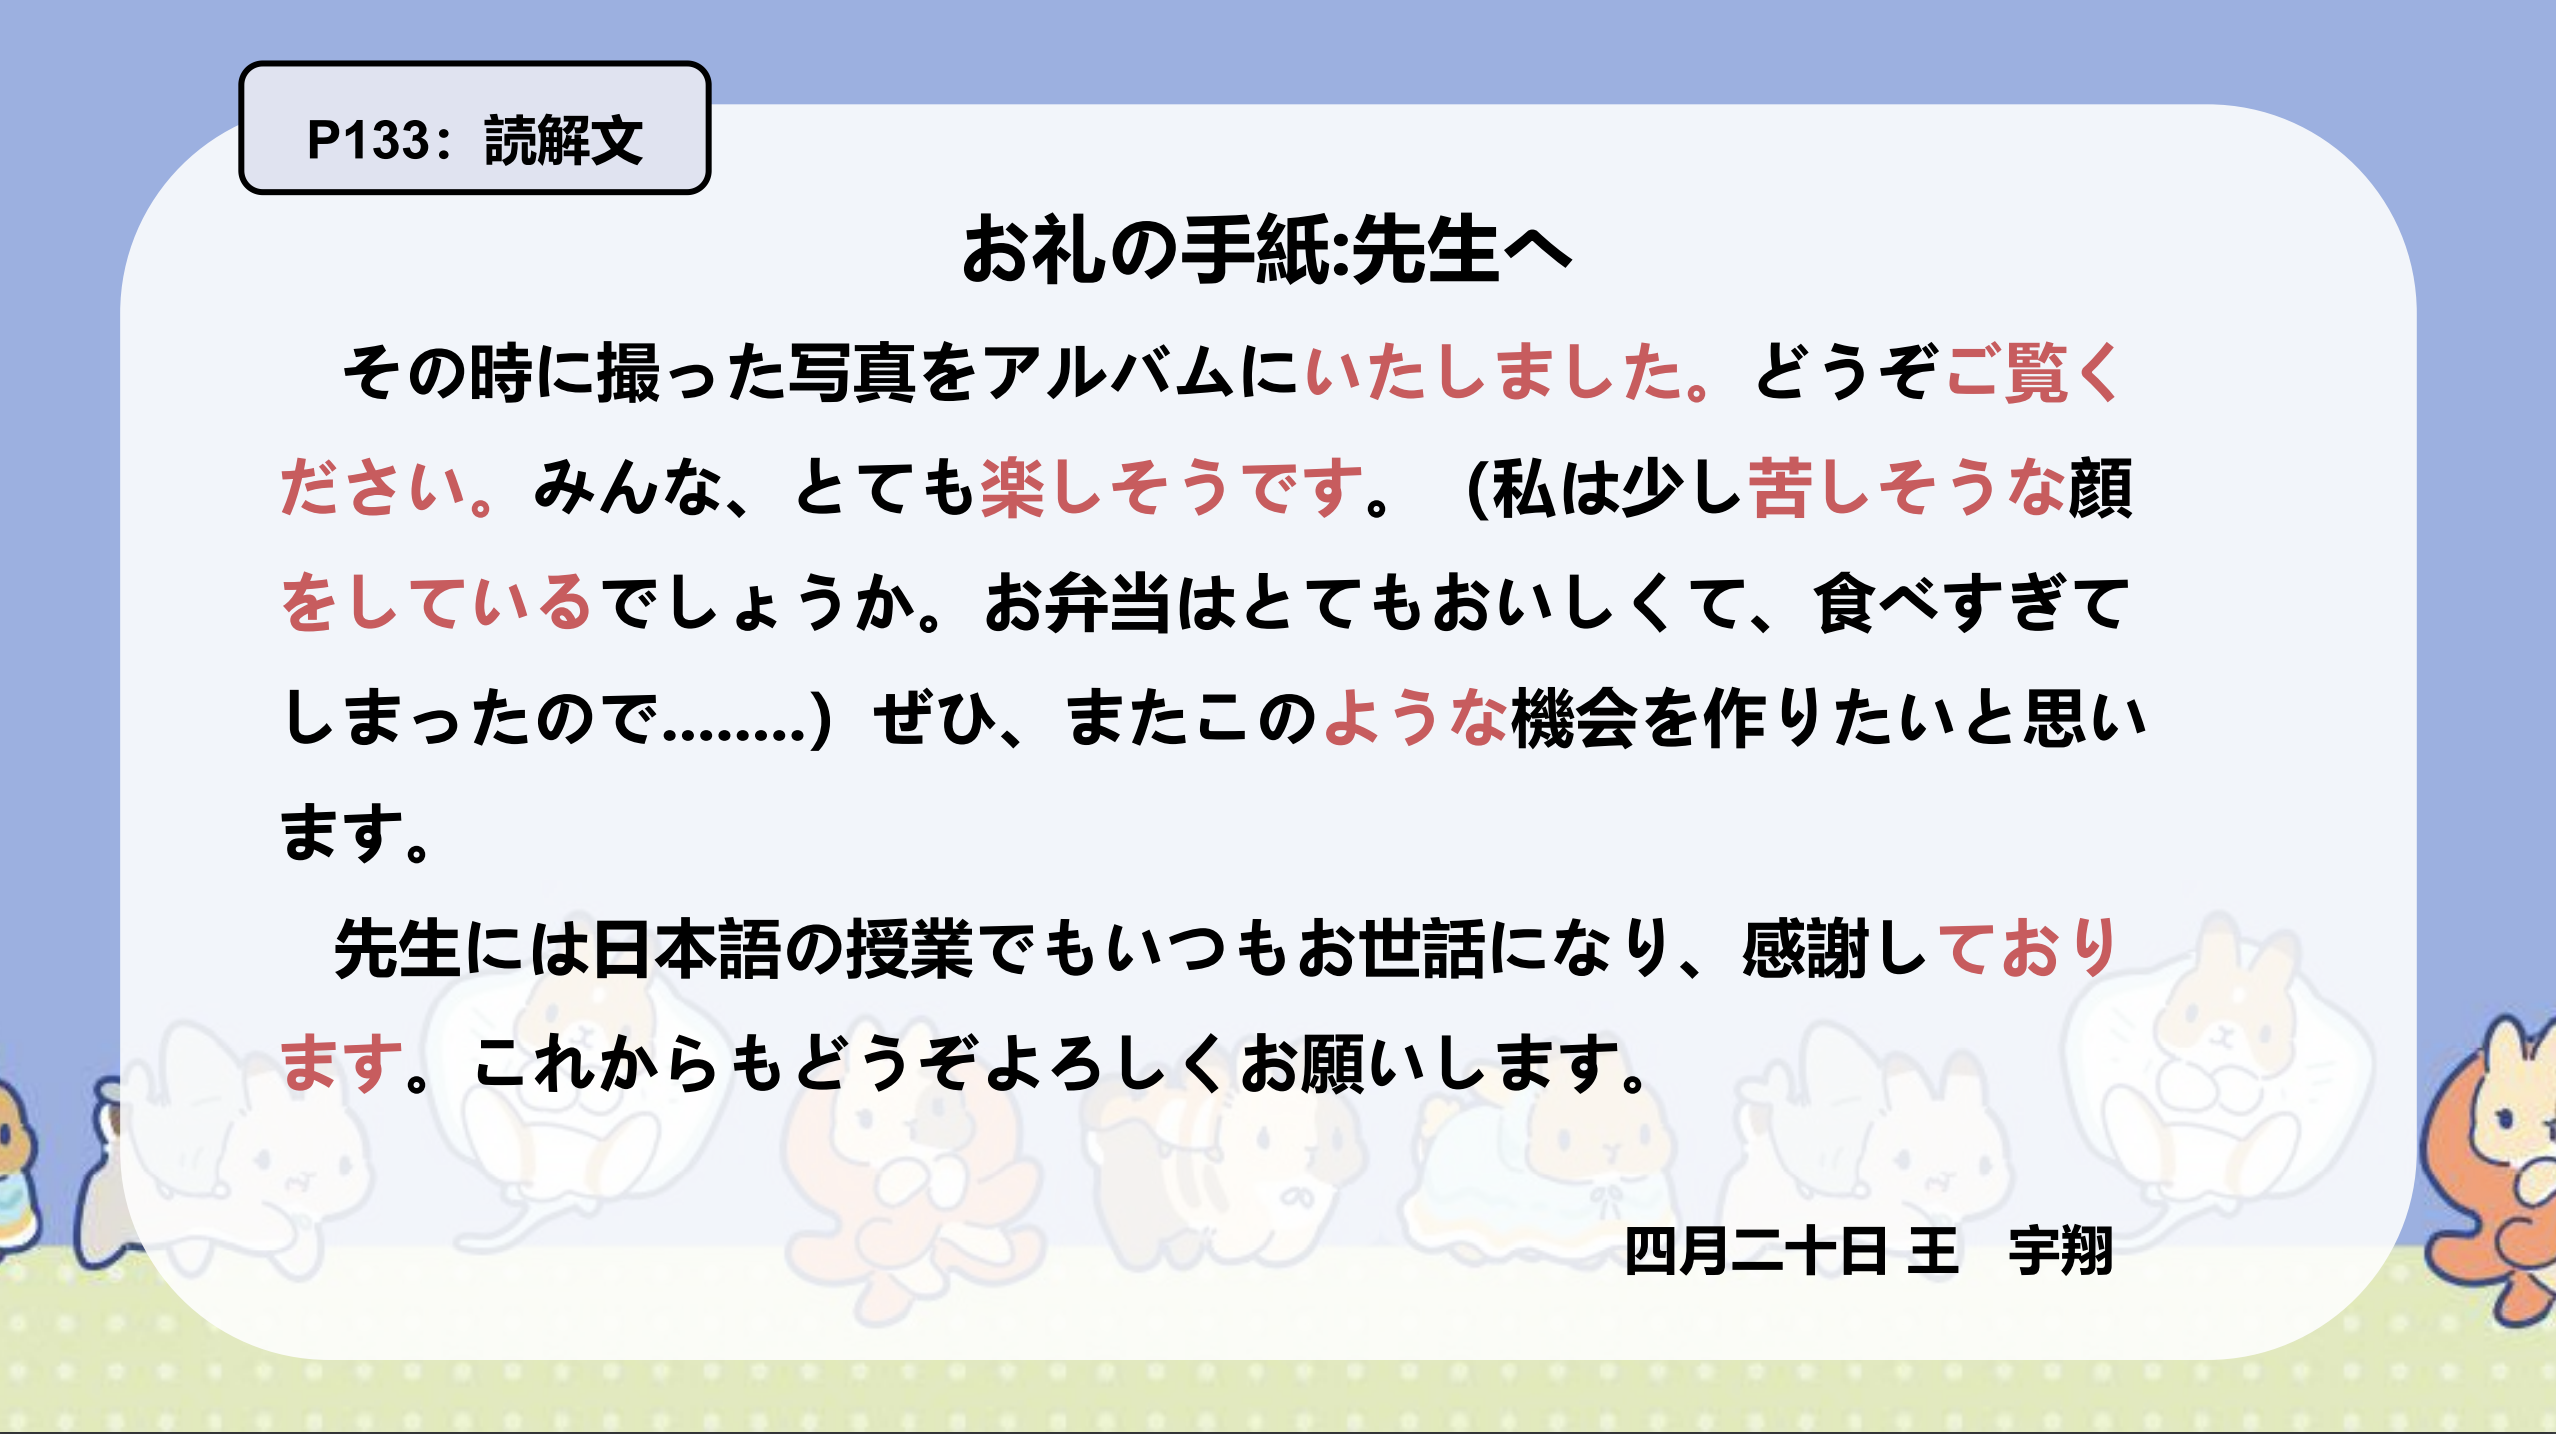 P133：読解文
お礼の手紙:先生へ
その時に撮った写真をアルバムにいたしました。どうぞご覧く
ださい。みんな、とても楽しそうです。（私は少し苦しそうな顔
をしているでしょうか。お弁当はとてもおいしくて、食べすぎて
しまったので........）ぜひ、またこのような機会を作りたいと思い
ます。
先生には日本語の授業でもいつもお世話になり、感謝しており
ます。これからもどうぞよろしくお願いします。
四月二十日 王　宇翔